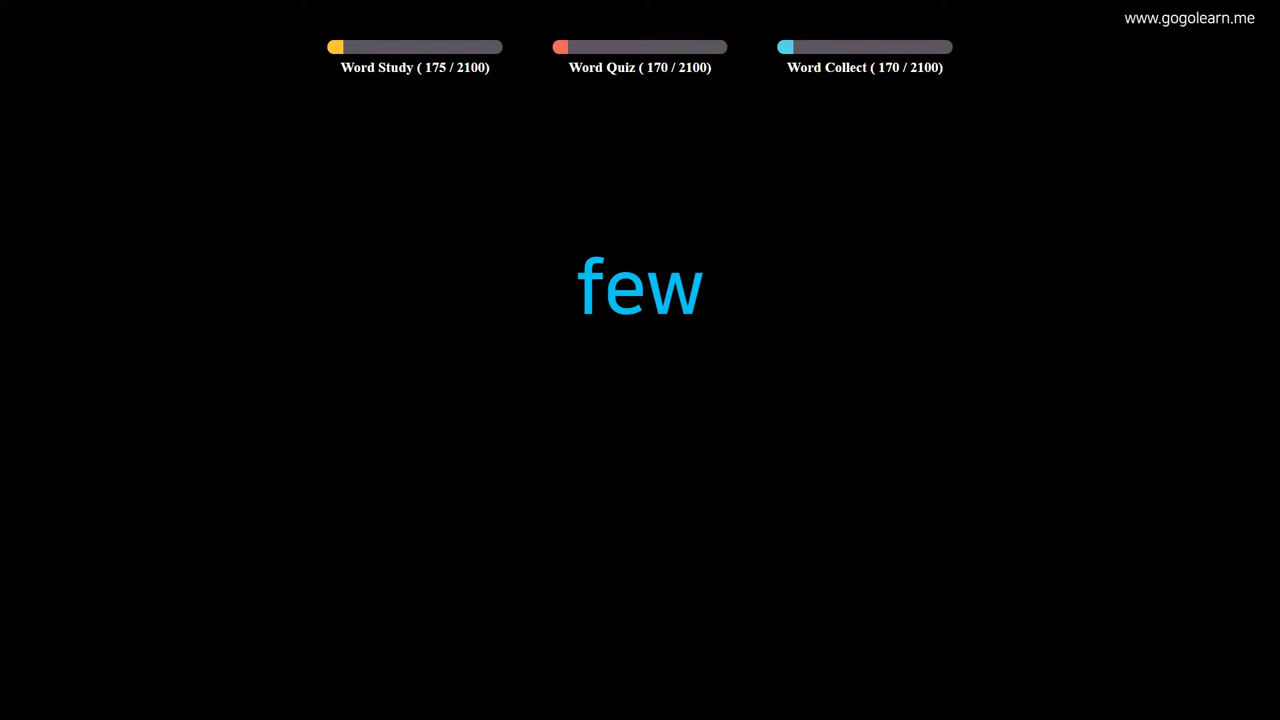 www.gogolearn.me
Word Study ( 175 / 2100)
Word Quiz ( 170 / 2100)
Word Collect ( 170 / 2100)
few